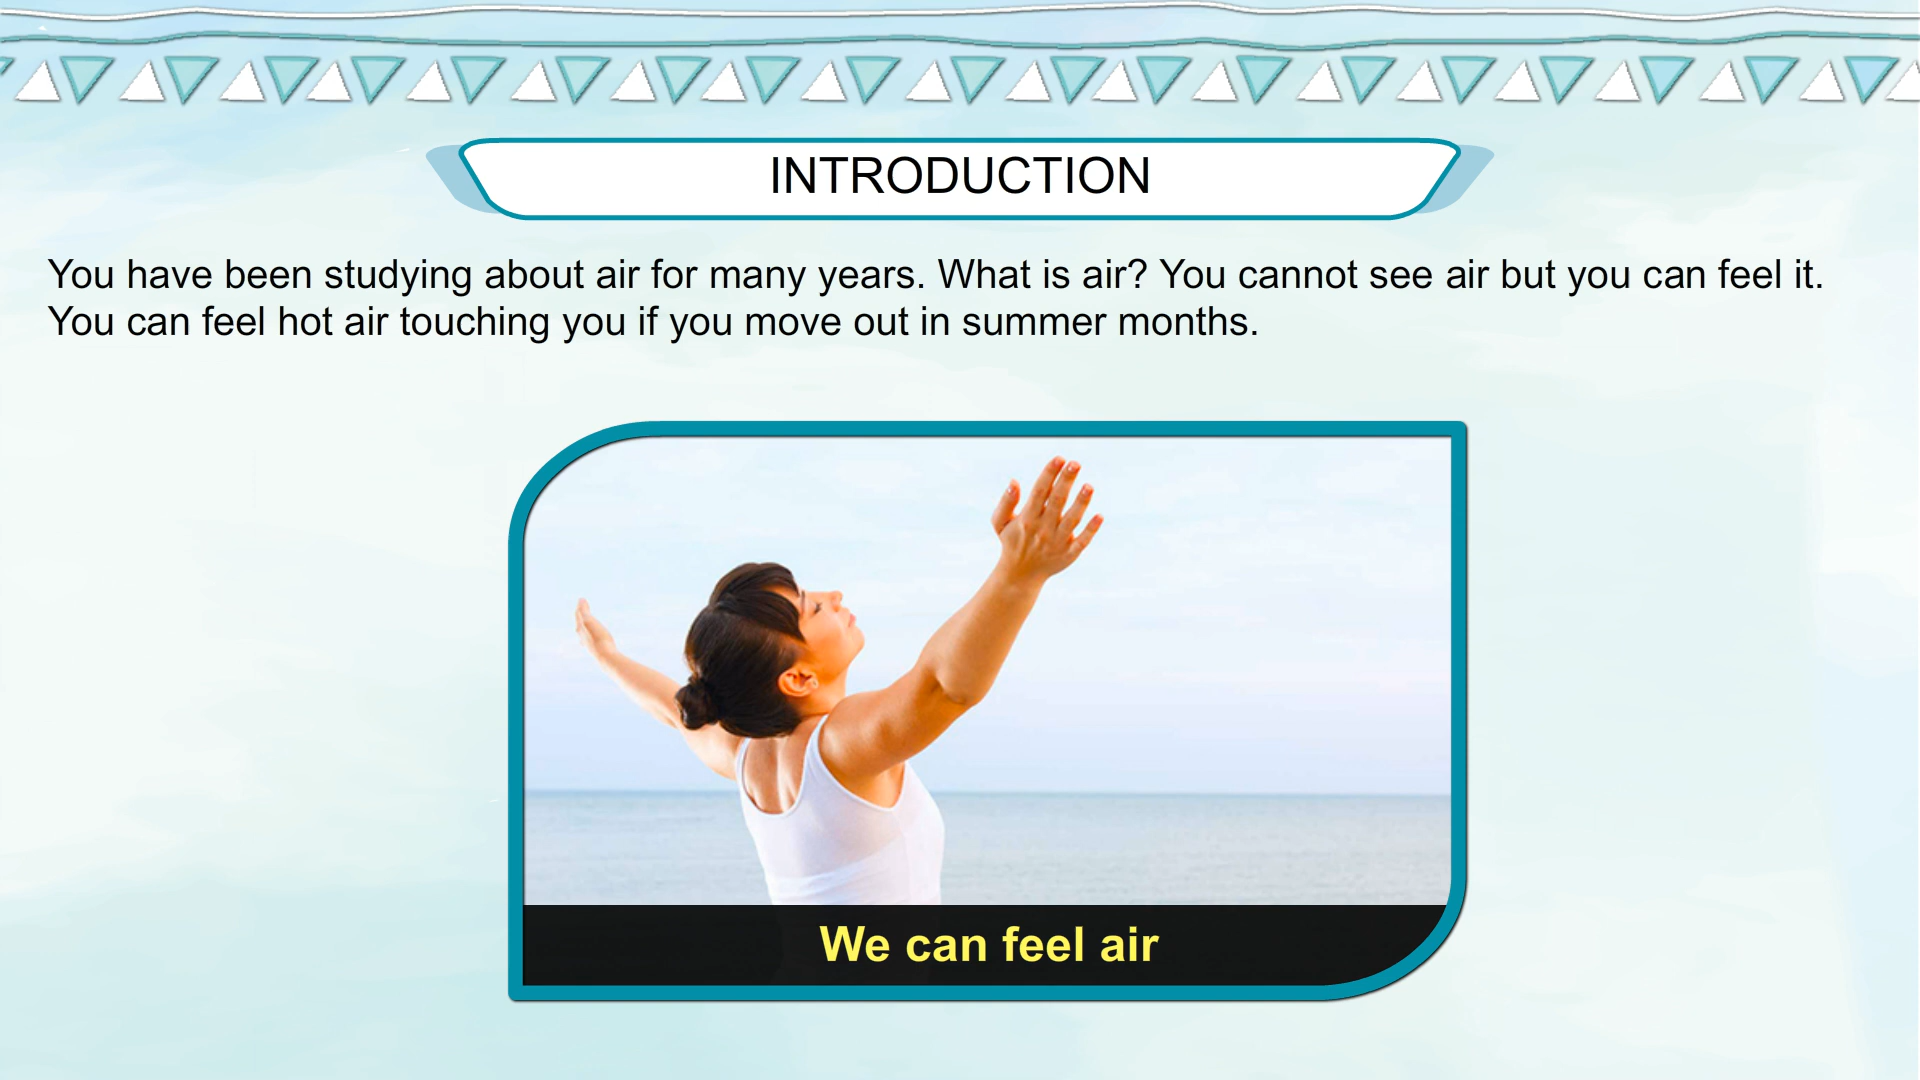 INTRODUCTION
You have been studying about air for many years. What is air? You cannot see air but you can feel it.
You can feel hot air touching you if you move out in summer months.
We can feel air